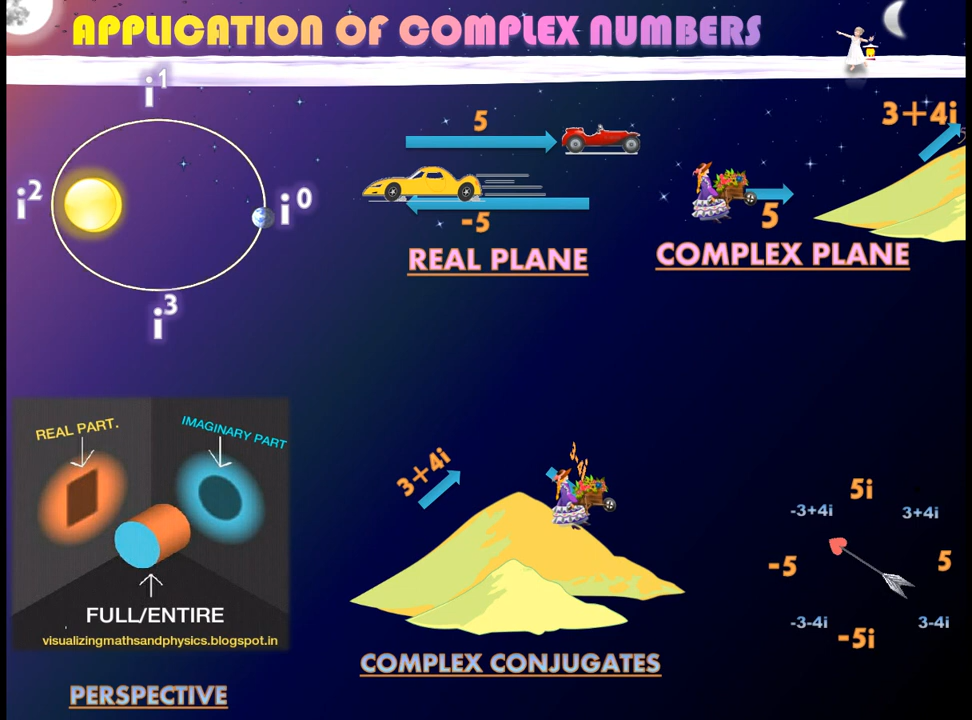 APPLICATION OF COMPLEX NUMBERS
i¹
i²
i⁰
i³
5
-5
REAL PLANE
3+4i
5
COMPLEX PLANE
REAL PART.
IMAGINARY PART
FULL/ENTIRE
visualizingmathsandphysics.blogspot.in
PERSPECTIVE
3+4i
COMPLEX CONJUGATES
5i
-3+4i
3+4i
-5
5
-3-4i
3-4i
-5i